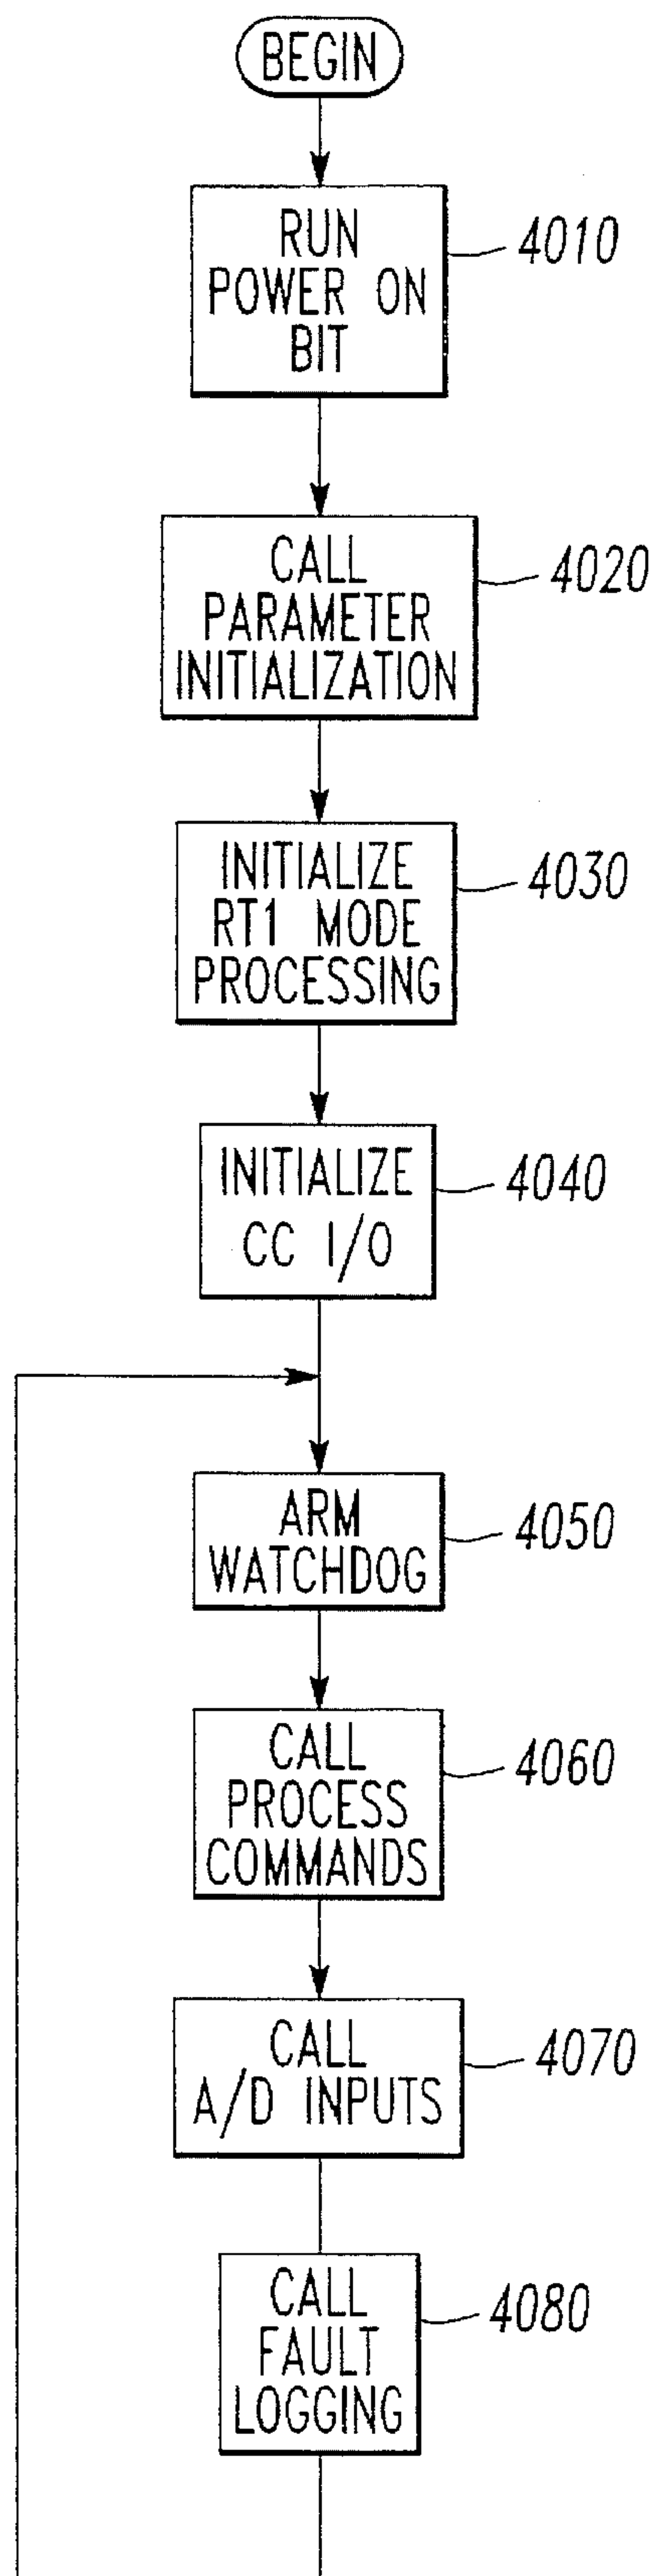 BEGIN
RUN
POWER ON
BIT
4010
CALL
PARAMETER
INITIALIZATION
4020
INITIALIZE
RT1 MODE
PROCESSING
4030
INITIALIZE
CC I/O
4040
ARM
WATCHDOG
4050
CALL
PROCESS
COMMANDS
4060
CALL
A/D INPUTS
4070
CALL
FAULT
LOGGING
4080